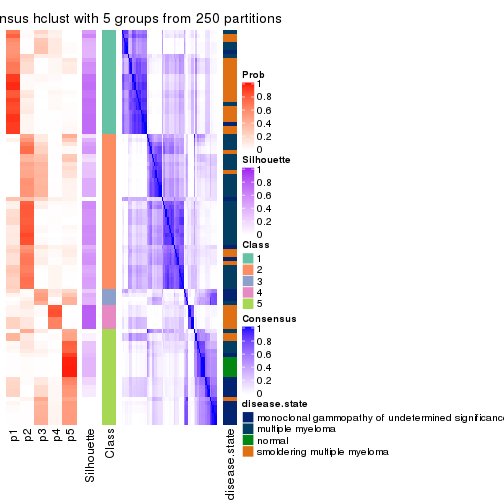 nsus hclust with 5 groups from 250 partitions
Prob
1
0.8
0.6
0.4
0.2
0
Silhouette
1
0.8
0.6
0.4
0.2
0
Class
1
2
3
4
5
Consensus
1
0.8
0.6
0.4
0.2
0
disease.state
monoclonal gammopathy of undetermined significance
multiple myeloma
normal
smoldering multiple myeloma
p1
p2
p3
p4
p5
Silhouette
Class
disease.state